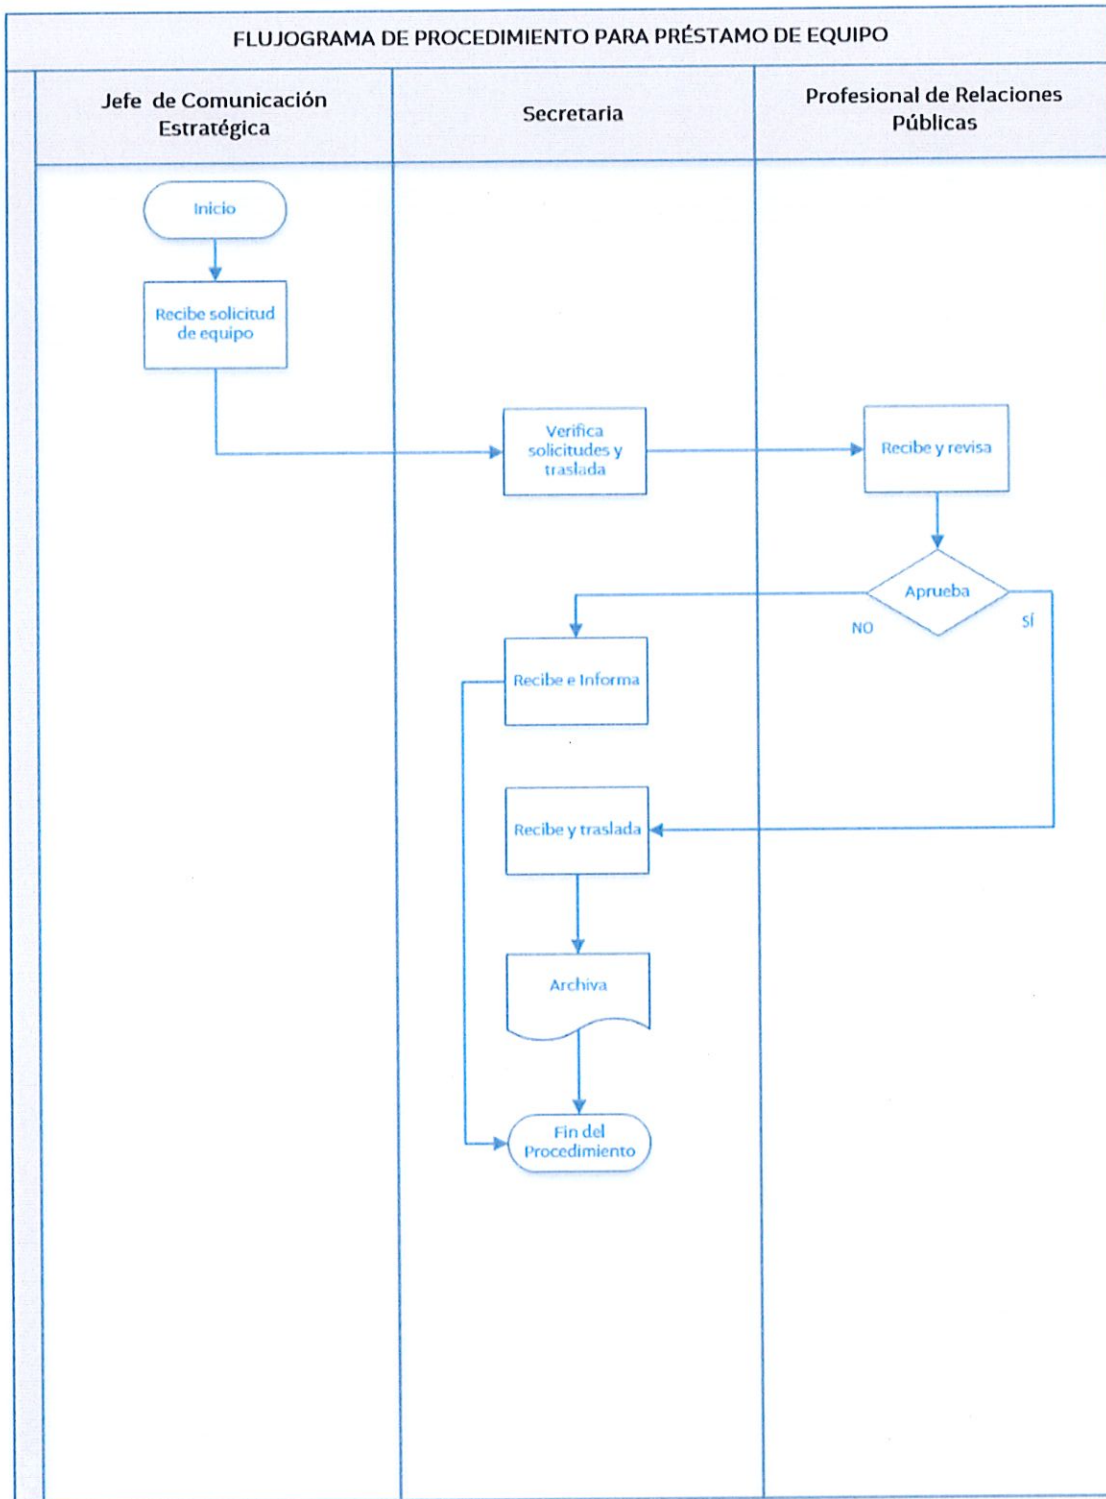 FLUJOGRAMA DE PROCEDIMIENTO PARA PRÉSTAMO DE EQUIPO
Jefe de Comunicación
Estratégica
Secretaria
Profesional de Relaciones
Públicas
Inicio
Recibe solicitud
de equipo
Verifica
solicitudes y
traslada
Recibe y revisa
Aprueba
NO
SÍ
Recibe e Informa
Recibe y traslada
Archiva
Fin del
Procedimiento